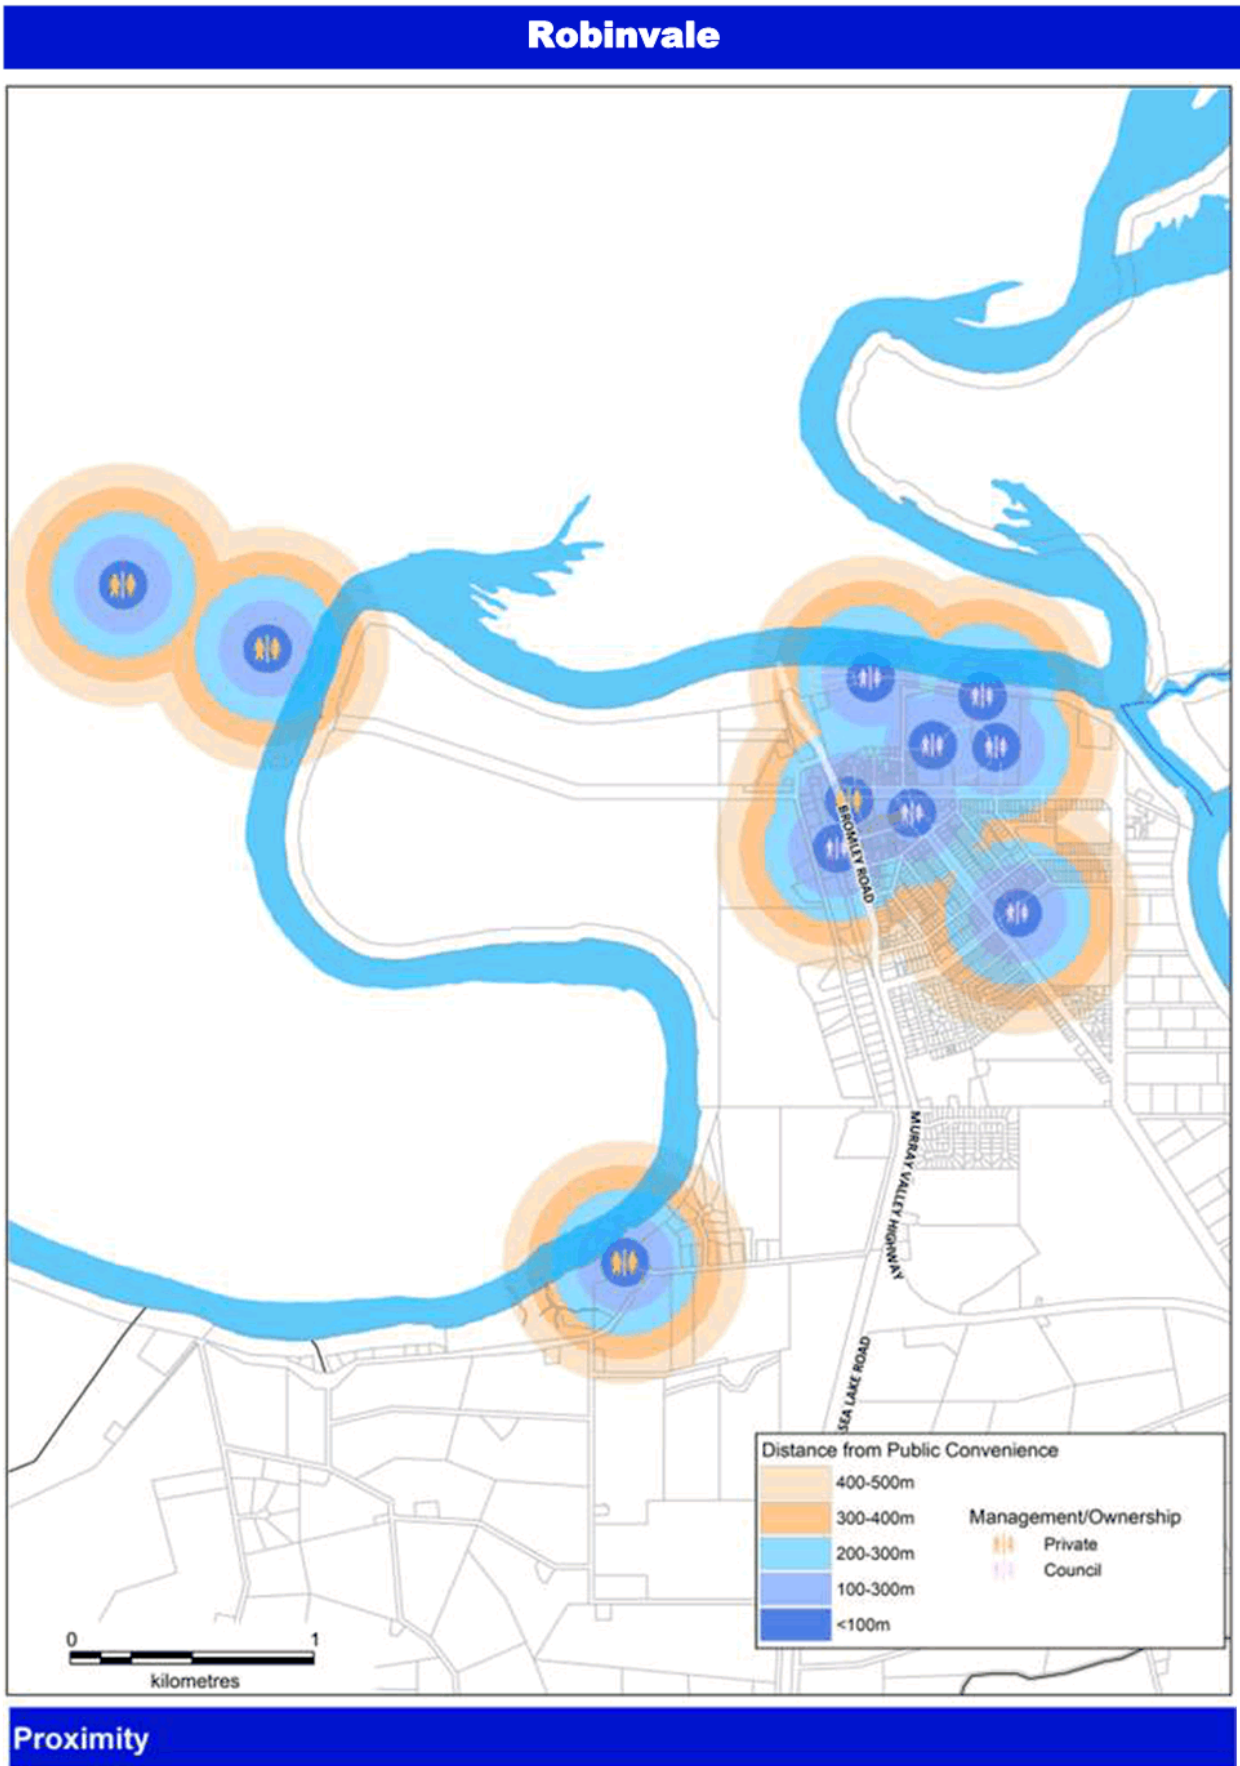 Robinvale
BROMLEY ROAD
MURRAY VALLEY HIGHWAY
SEA LAKE ROAD
Distance from Public Convenience
400-500m
300-400m
200-300m
100-300m
<100m
Management/Ownership
Private
Council
0 1
kilometres
Proximity